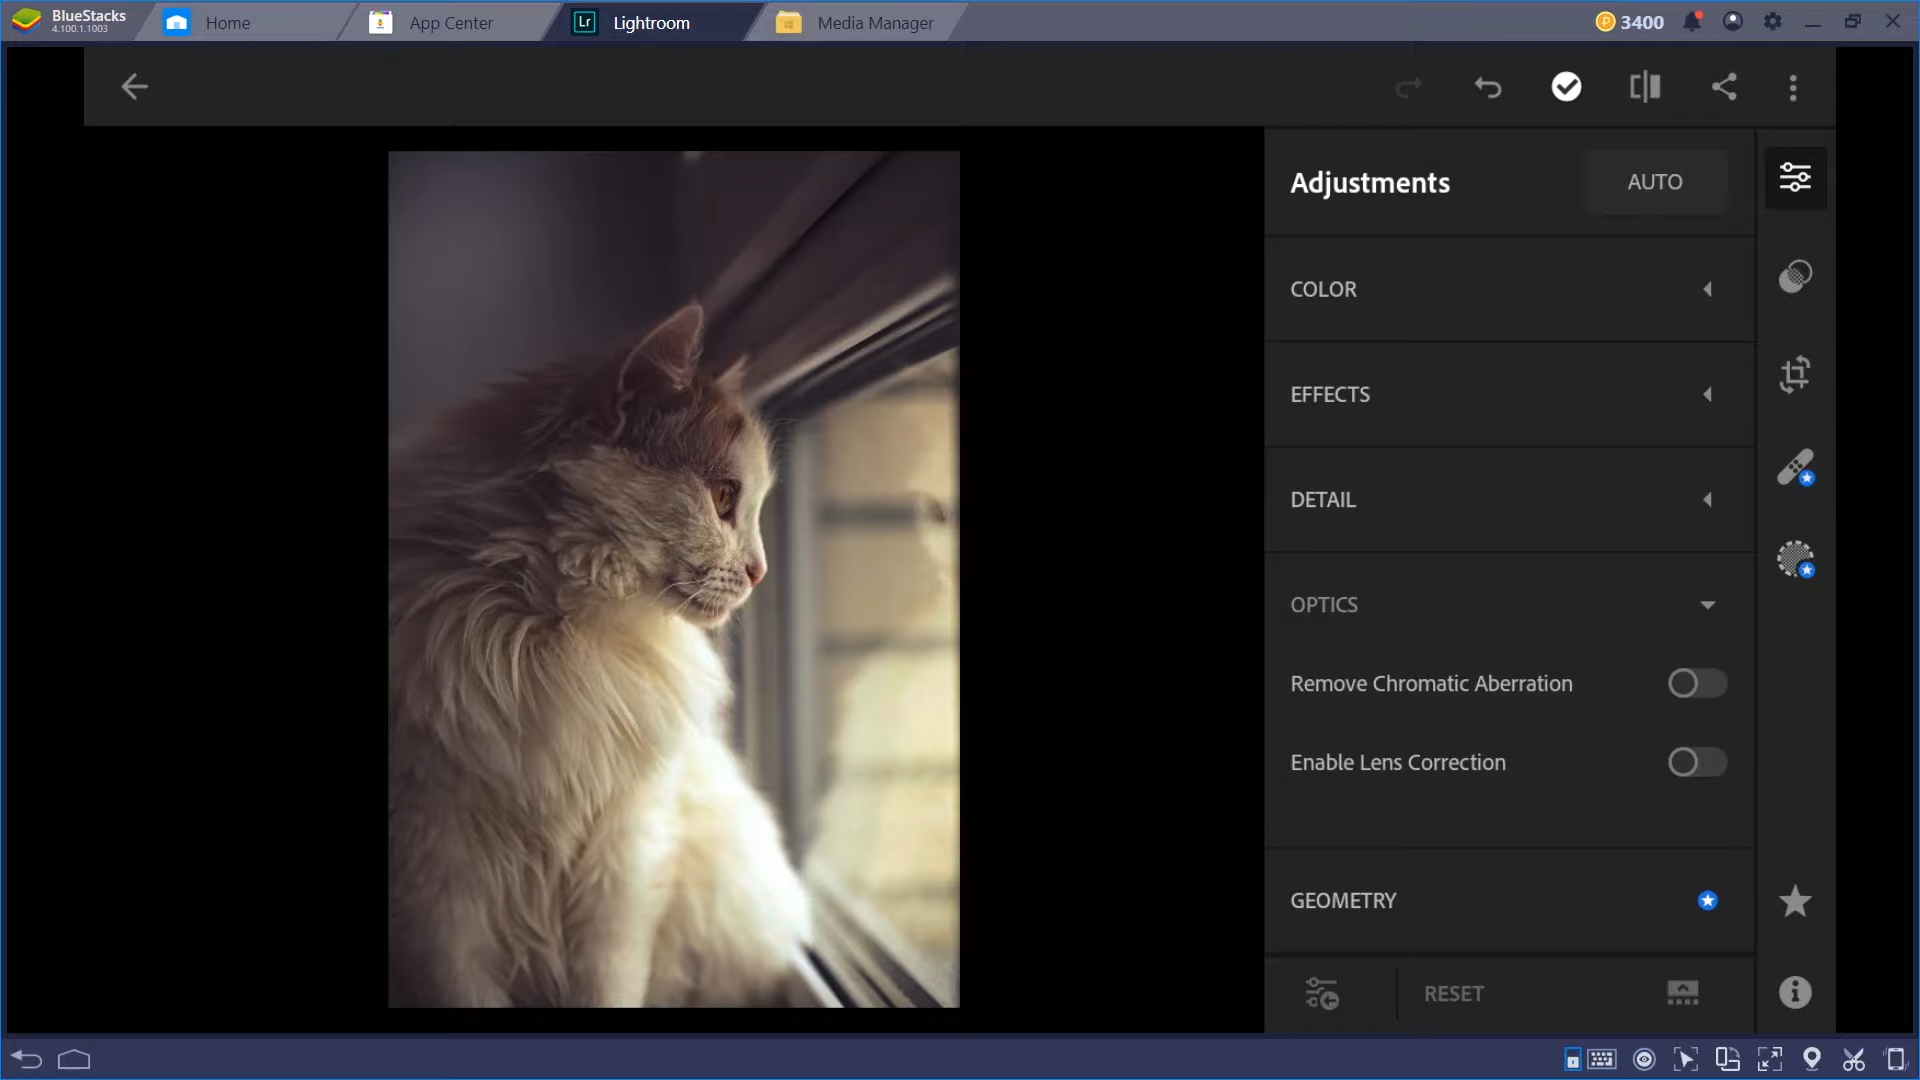 BlueStacks
4.100.1.1003
Home
App Center
Lr
Lightroom
Media Manager
3400
Adjustments
AUTO
COLOR
EFFECTS
DETAIL
OPTICS
Remove Chromatic Aberration
Enable Lens Correction
GEOMETRY
RESET